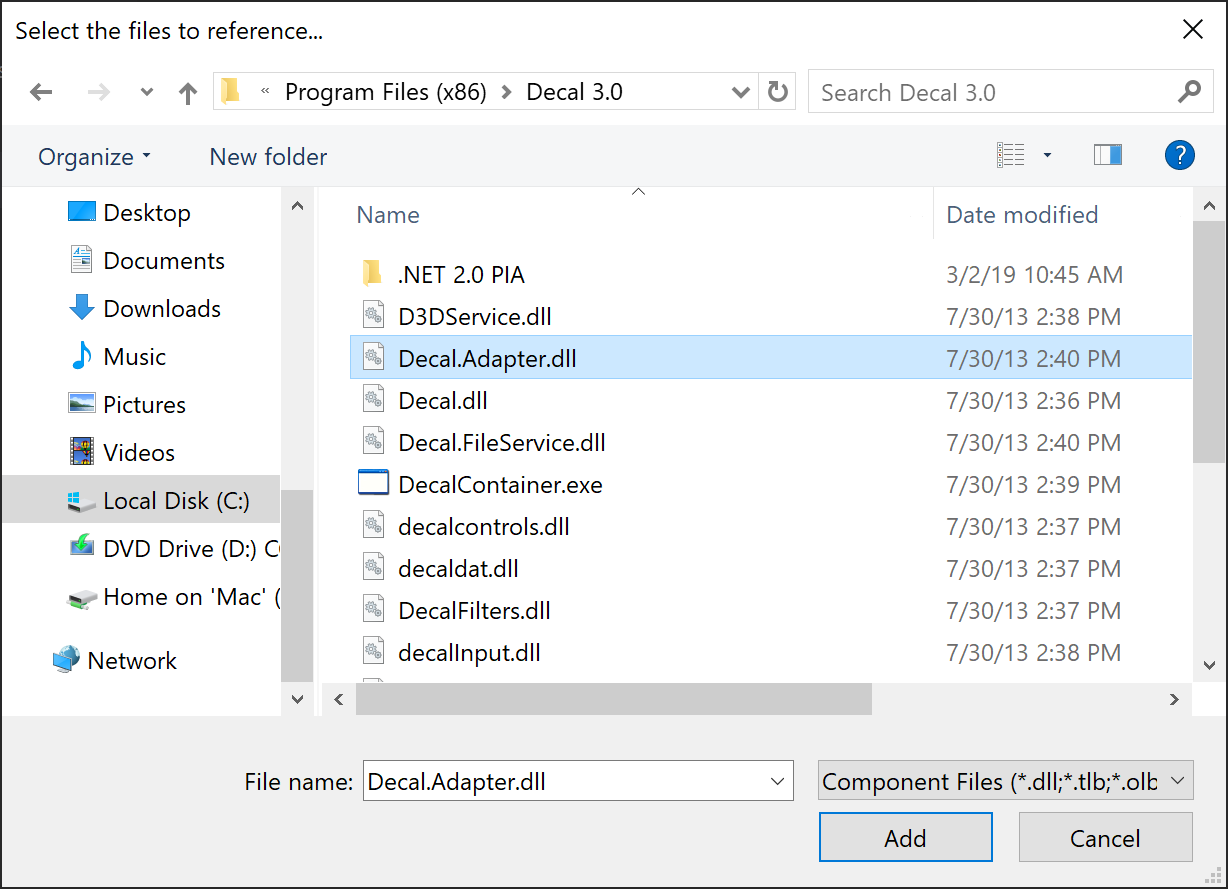 Select the files to reference...
« Program Files (x86) > Decal 3.0
Search Decal 3.0
Organize
New folder
?
Desktop
Documents
Downloads
Music
Pictures
Videos
Local Disk (C:)
DVD Drive (D:) C
Home on 'Mac' (
Network
Name Date modified
.NET 2.0 PIA 3/2/19 10:45 AM
D3DService.dll 7/30/13 2:38 PM
Decal.Adapter.dll 7/30/13 2:40 PM
Decal.dll 7/30/13 2:36 PM
Decal.FileService.dll 7/30/13 2:40 PM
DecalContainer.exe 7/30/13 2:39 PM
decalcontrols.dll 7/30/13 2:37 PM
decaldat.dll 7/30/13 2:37 PM
DecalFilters.dll 7/30/13 2:37 PM
decalInput.dll 7/30/13 2:38 PM
File name: Decal.Adapter.dll
Component Files (*.dll;*.tlb;*.olb
Add
Cancel